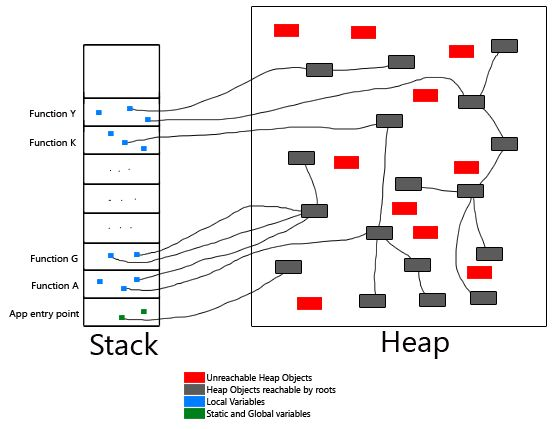 Function Y
Function K
. . .
. . .
. . .
Function G
Function A
App entry point
Stack
Heap
Unreachable Heap Objects
Heap Objects reachable by roots
Local Variables
Static and Global variables